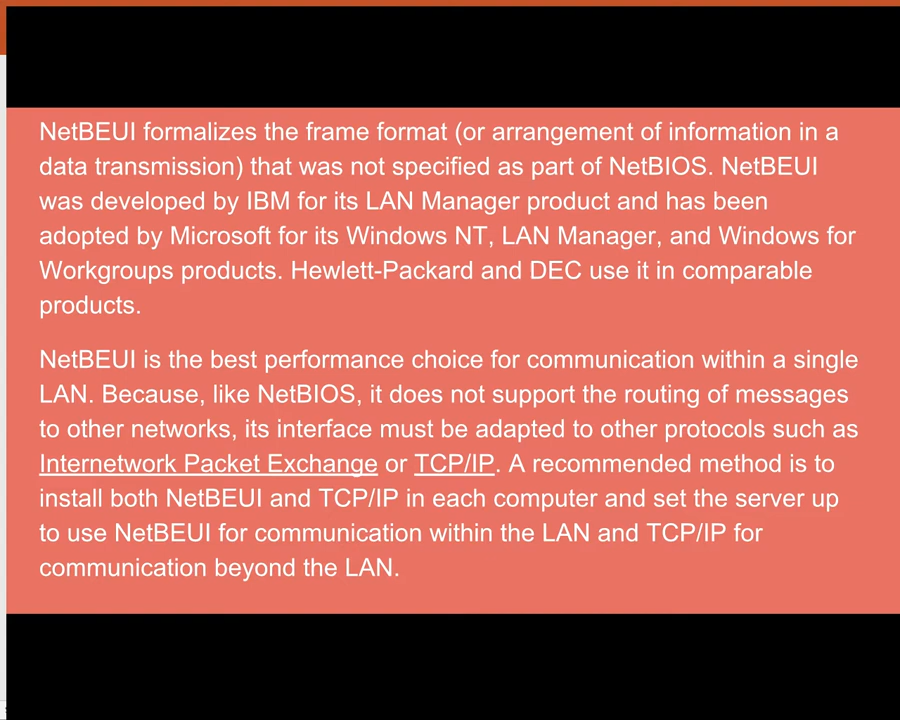 NetBEUI formalizes the frame format (or arrangement of information in a
data transmission) that was not specified as part of NetBIOS. NetBEUI
was developed by IBM for its LAN Manager product and has been
adopted by Microsoft for its Windows NT, LAN Manager, and Windows for
Workgroups products. Hewlett-Packard and DEC use it in comparable
products.
NetBEUI is the best performance choice for communication within a single
LAN. Because, like NetBIOS, it does not support the routing of messages
to other networks, its interface must be adapted to other protocols such as
Internetwork Packet Exchange or TCP/IP. A recommended method is to
install both NetBEUI and TCP/IP in each computer and set the server up
to use NetBEUI for communication within the LAN and TCP/IP for
communication beyond the LAN.